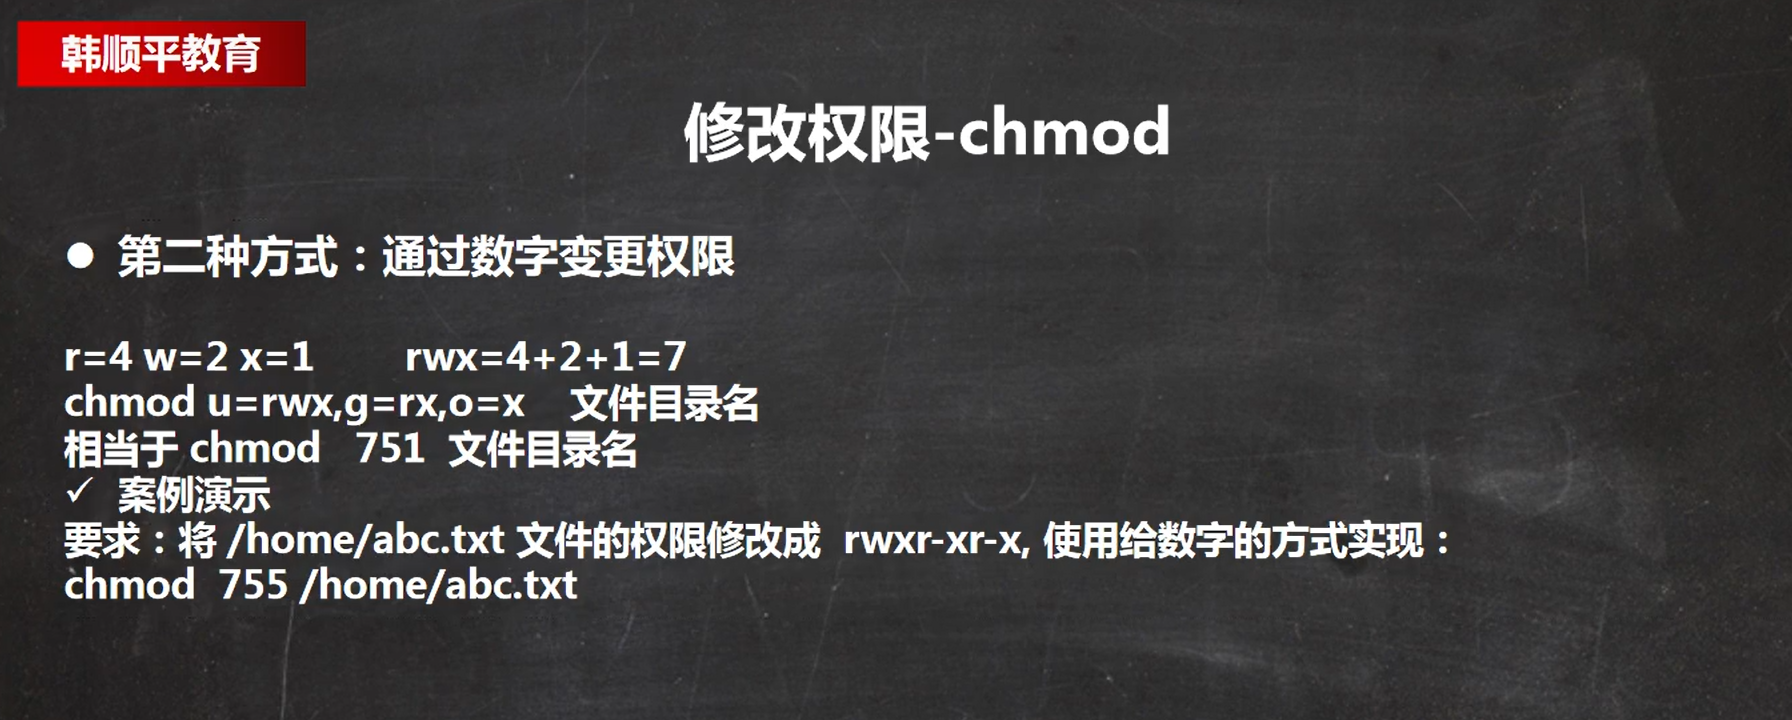 韩顺平教育
修改权限-chmod
● 第二种方式：通过数字变更权限
r=4 w=2 x=1 rwx=4+2+1=7
chmod u=rwx,g=rx,o=x 文件目录名
相当于 chmod 751 文件目录名
✓ 案例演示
要求：将 /home/abc.txt 文件的权限修改成 rwxr-xr-x, 使用给数字的方式实现：
chmod 755 /home/abc.txt